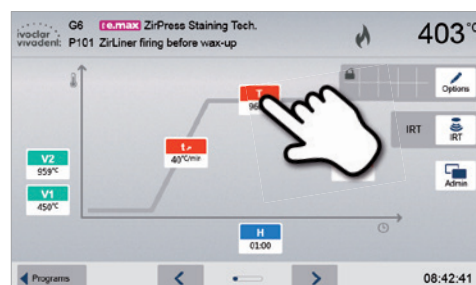 ivoclar
vivadent:
G6 e.max ZirPress Staining Tech.
P101 ZirLiner firing before wax-up
403°C
Options
T
IRT
IRT
t↗
40°C/min
V2
959°C
Admin
V1
450°C
H
01:00
Programs
08:42:41